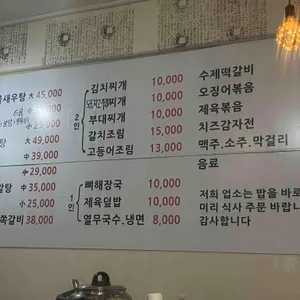 새우탕 大 45,000
小 29,000
大 49,000
中 39,000
小 29,000
中 35,000
小 25,000
쪽갈비 38,000
2인
김치찌개 10,000
부대찌개 10,000
갈치조림 15,000
고등어조림 13,000
1인
뼈해장국 10,000
제육덮밥 10,000
열무국수.냉면 8,000
수제떡갈비
오징어볶음
제육볶음
치즈감자전
맥주.소주.막걸리
음료
저희 업소는 밥을 바로
미리 식사 주문 바랍니
감사합니다